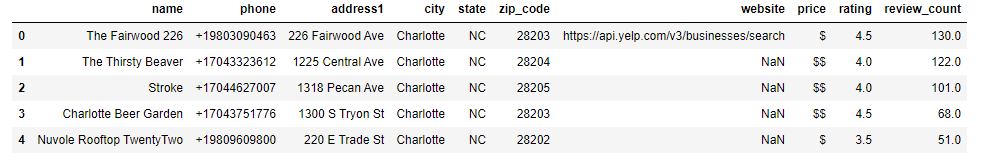 name phone address1 city state zip_code website price rating review_count
0 The Fairwood 226 +19803090463 226 Fairwood Ave Charlotte NC 28203 https://api.yelp.com/v3/businesses/search $ 4.5 130.0
1 The Thirsty Beaver +17043323612 1225 Central Ave Charlotte NC 28204 NaN $$ 4.0 122.0
2 Stroke +17044627007 1318 Pecan Ave Charlotte NC 28205 NaN $$ 4.0 101.0
3 Charlotte Beer Garden +17043751776 1300 S Tryon St Charlotte NC 28203 NaN $$ 4.5 68.0
4 Nuvole Rooftop TwentyTwo +19809609800 220 E Trade St Charlotte NC 28202 NaN $ 3.5 51.0